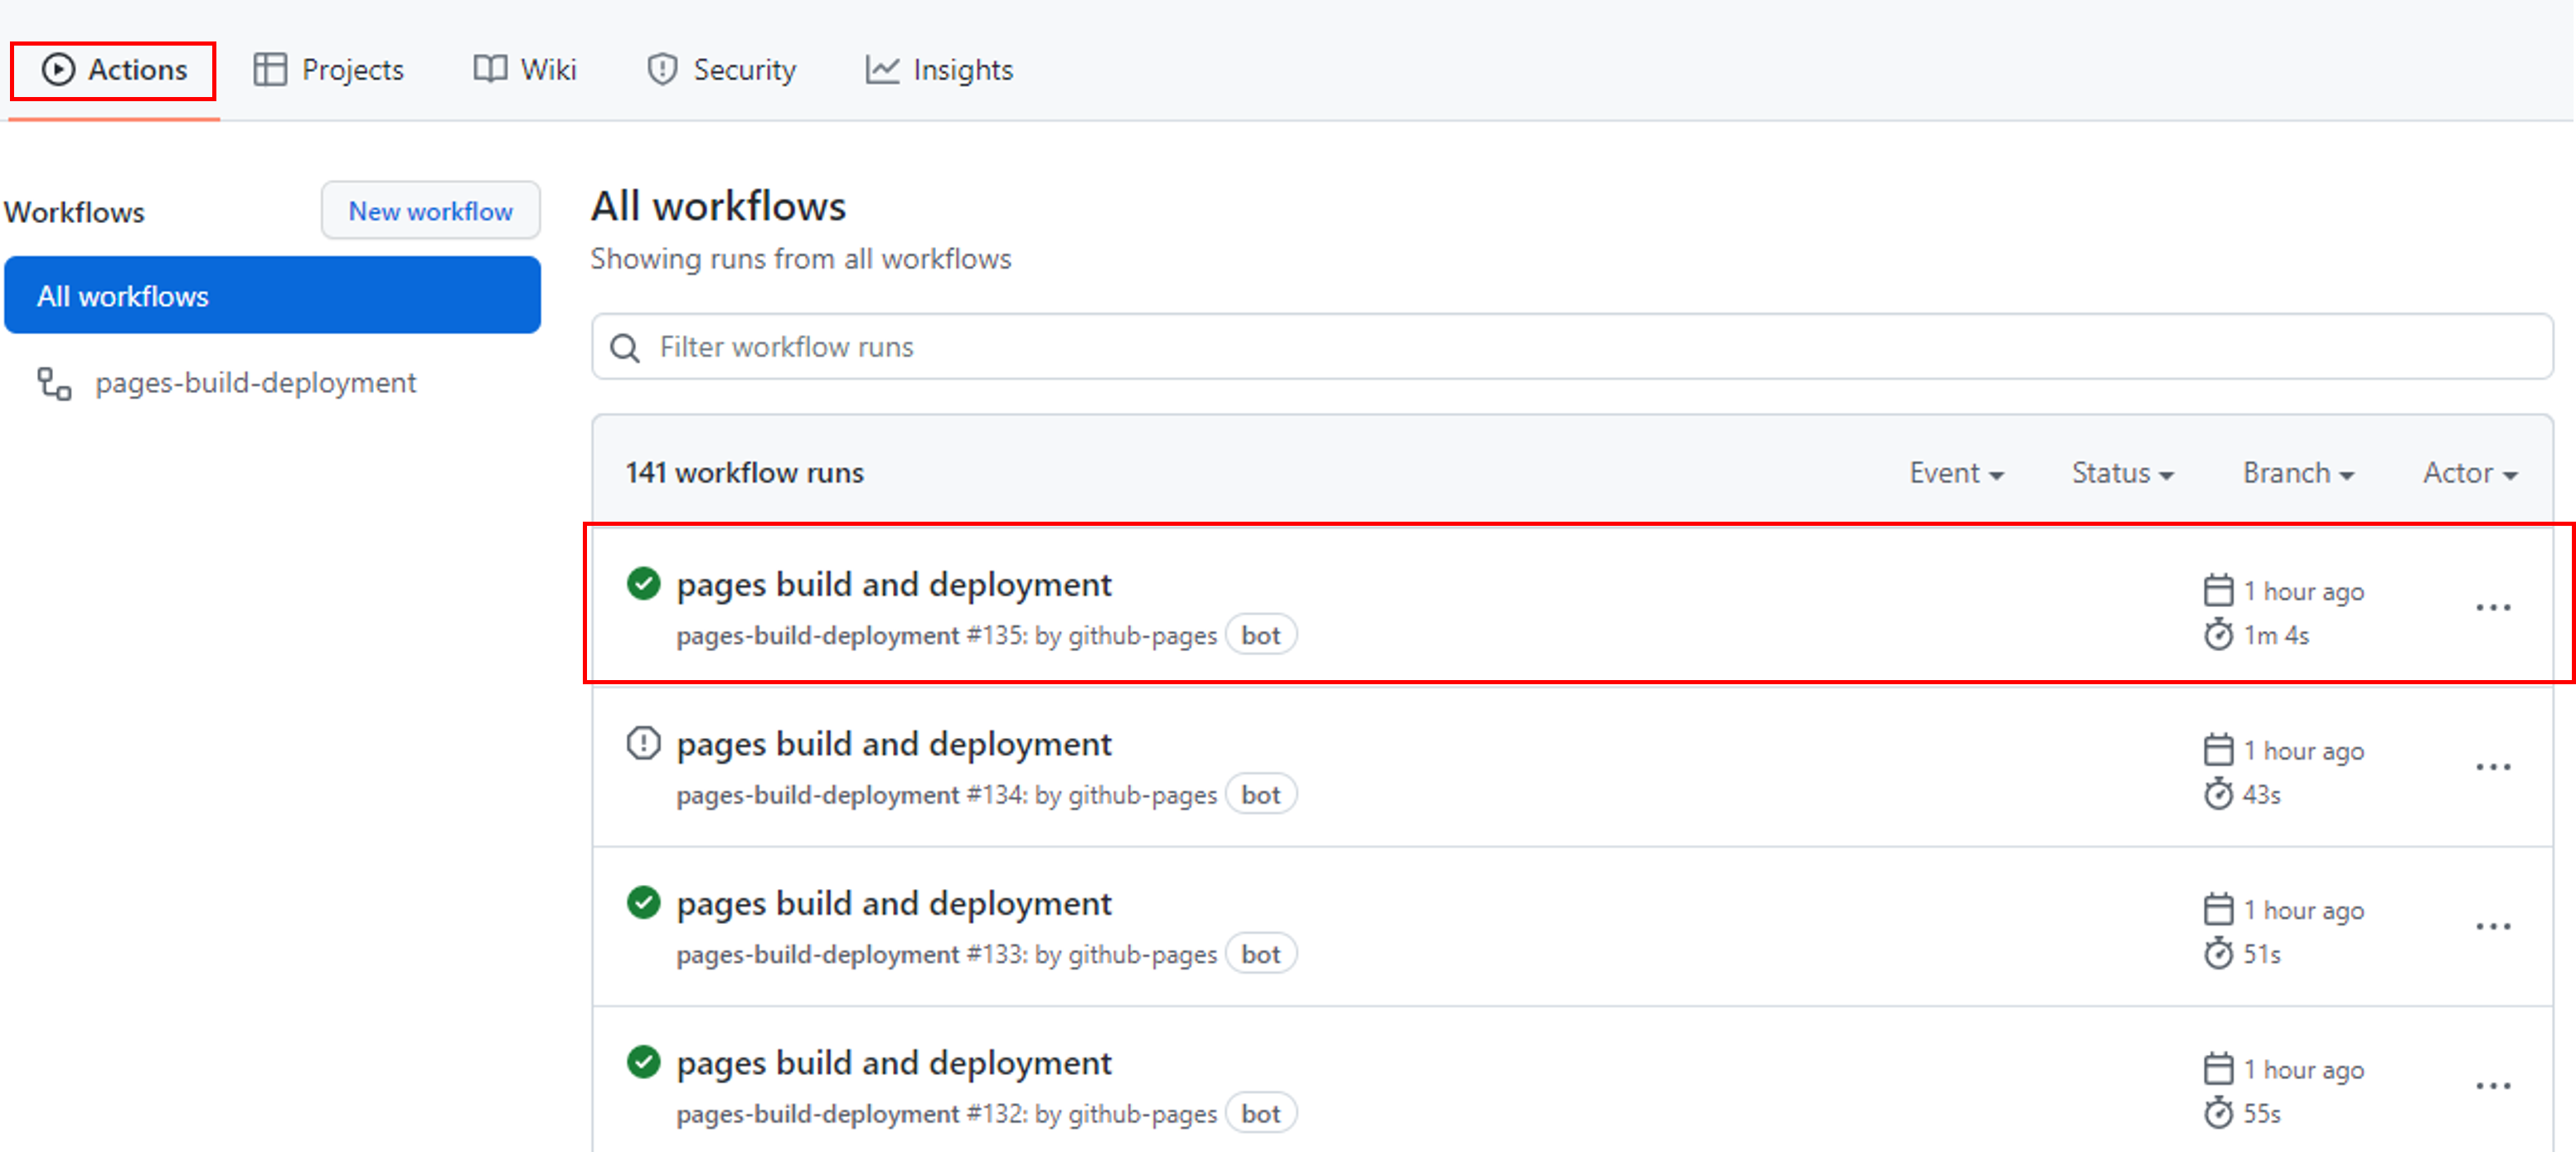 Actions Projects Wiki Security Insights
Workflows New workflow
All workflows
pages-build-deployment
All workflows
Showing runs from all workflows
Filter workflow runs
141 workflow runs Event Status Branch Actor
pages build and deployment
pages-build-deployment #135: by github-pages bot
1 hour ago
1m 4s
pages build and deployment
pages-build-deployment #134: by github-pages bot
1 hour ago
43s
pages build and deployment
pages-build-deployment #133: by github-pages bot
1 hour ago
51s
pages build and deployment
pages-build-deployment #132: by github-pages bot
1 hour ago
55s